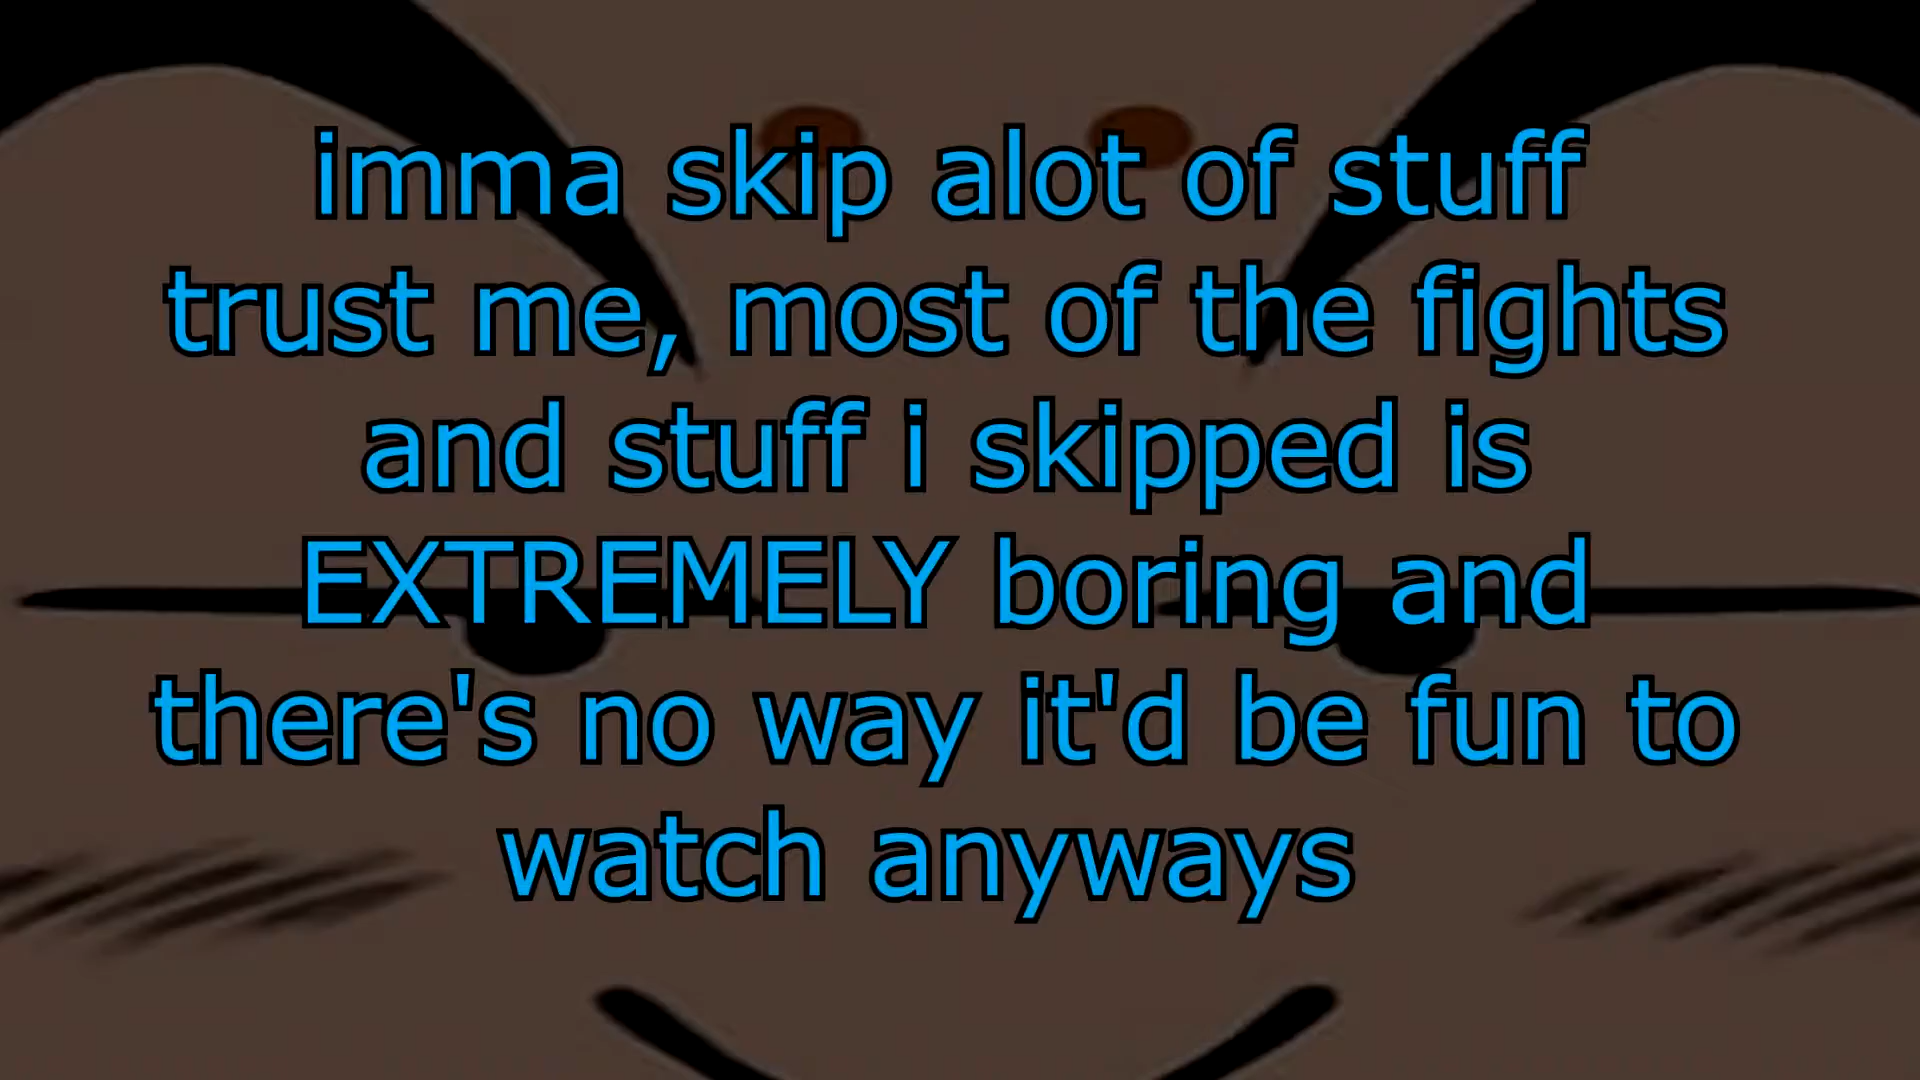 imma skip alot of stuff
trust me, most of the fights
and stuff i skipped is
EXTREMELY boring and
there's no way it'd be fun to
watch anyways